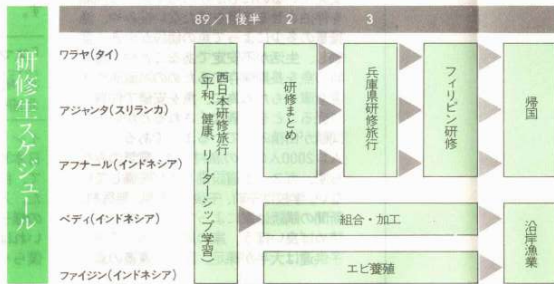 研修生スケジュール
89/1後半 2 3
ワラヤ(タイ)
アジャンタ(スリランカ)
アフナール(インドネシア)
ペディ(インドネシア)
ファイジン(インドネシア)
西日本研修旅行
(平和、健康、リーダーシップ学習)
研修まとめ
兵庫県研修旅行
フィリピン研修
帰国
組合・加工
エビ養殖
沿岸漁業